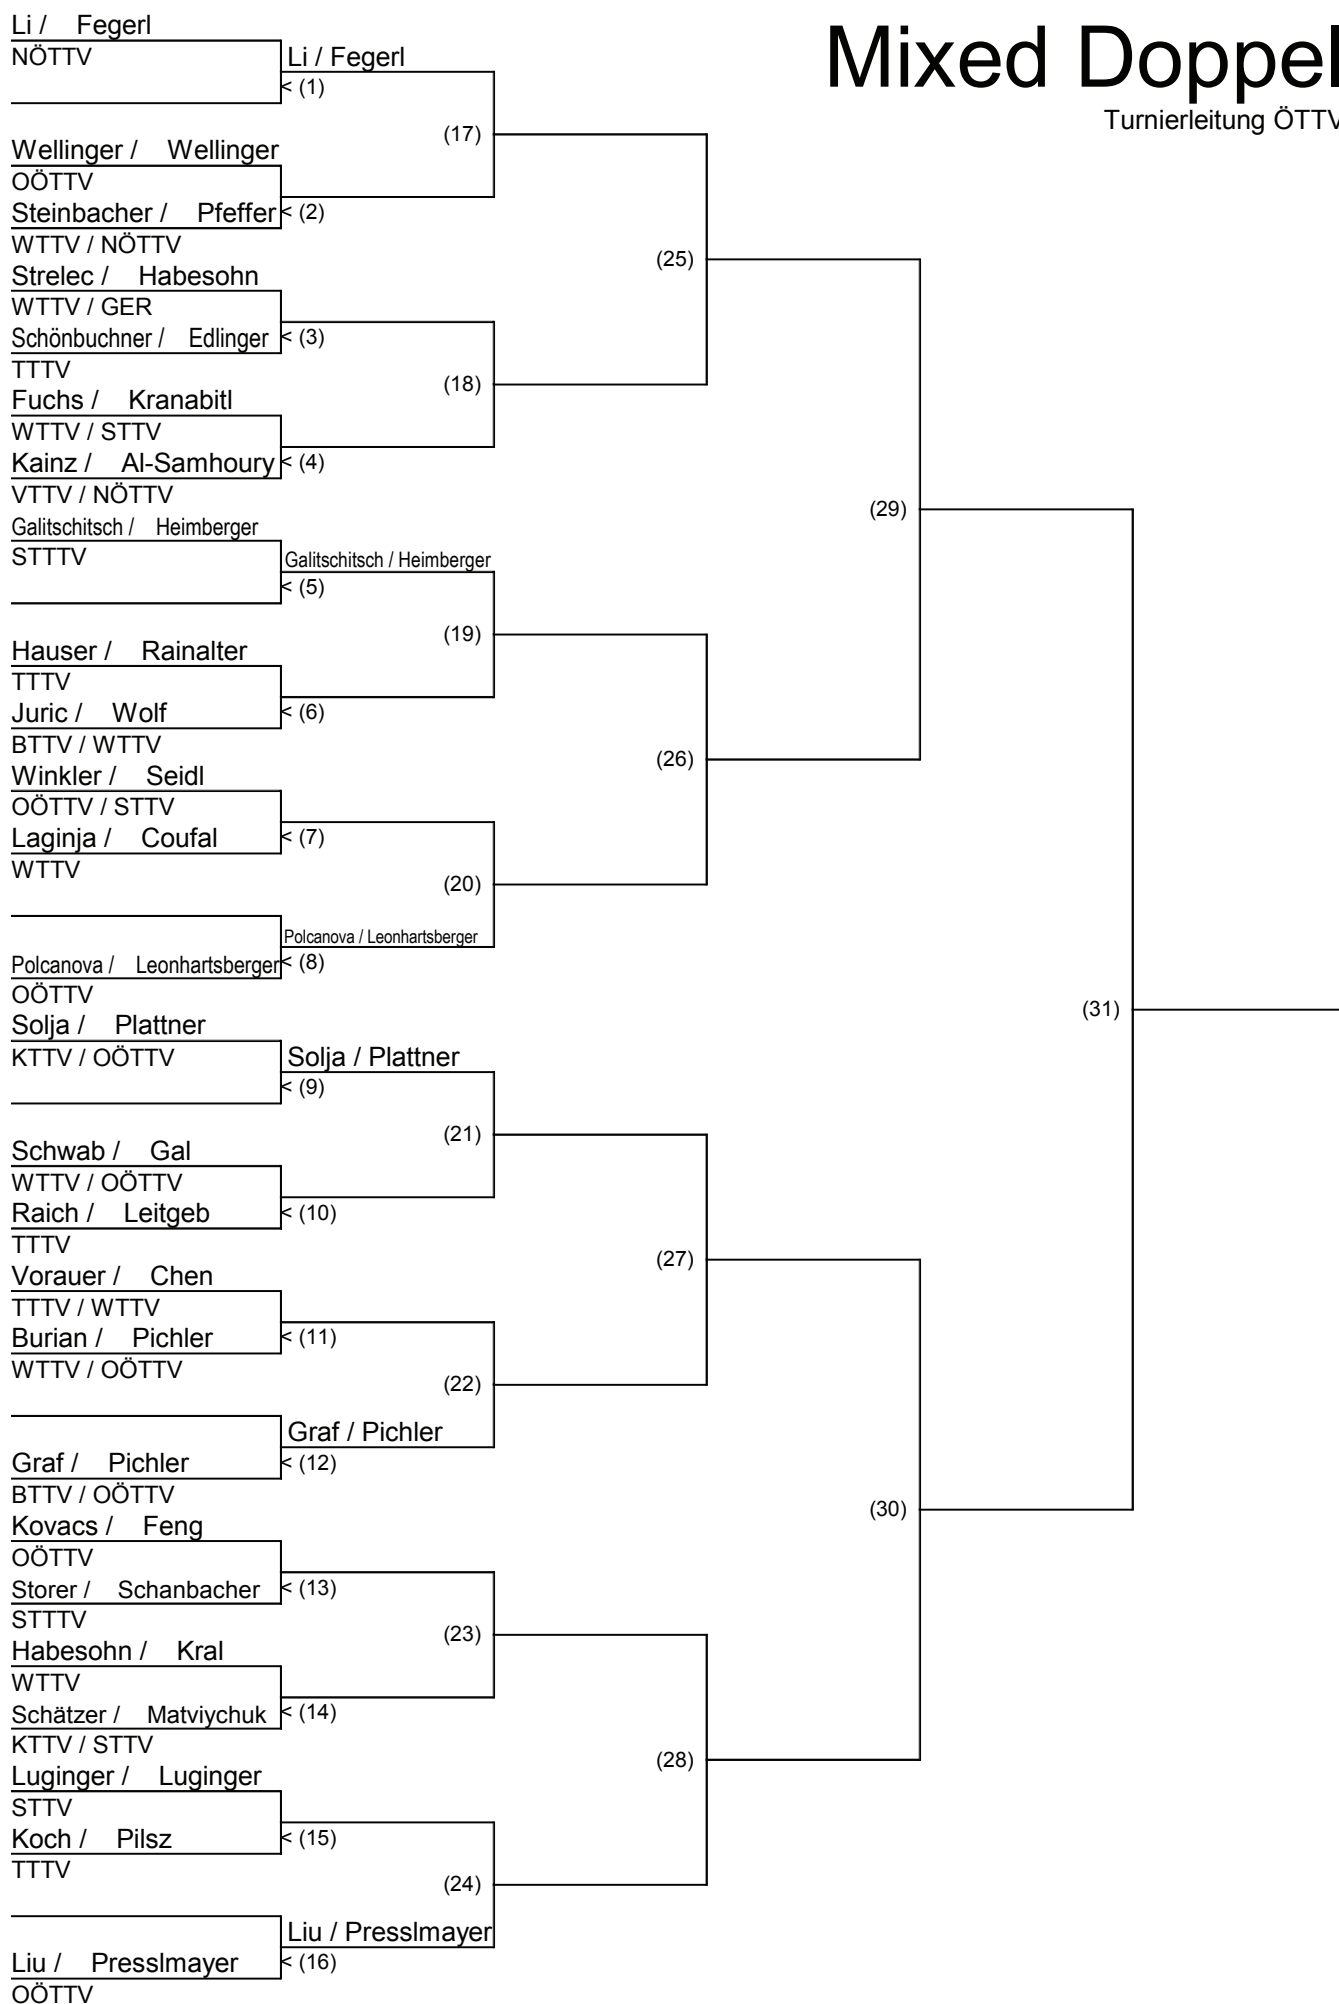 Mixed Doppel
Turnierleitung ÖTTV
Li / Fegerl
NÖTTV
Li / Fegerl
< (1)
(17)
Wellinger / Wellinger
OÖTTV
Steinbacher / Pfeffer
< (2)
WTTV / NÖTTV
(25)
Strelec / Habesohn
WTTV / GER
Schönbuchner / Edlinger
< (3)
TTTV
(18)
Fuchs / Kranabitl
WTTV / STTV
Kainz / Al-Samhoury
< (4)
VTTV / NÖTTV
(29)
Galitschitsch / Heimberger
STTTV
Galitschitsch / Heimberger
< (5)
(19)
Hauser / Rainalter
TTTV
Juric / Wolf
< (6)
BTTV / WTTV
(26)
Winkler / Seidl
OÖTTV / STTV
Laginja / Coufal
< (7)
WTTV
(20)
Polcanova / Leonhartsberger
Polcanova / Leonhartsberger
< (8)
OÖTTV
(31)
Solja / Plattner
KTTV / OÖTTV
Solja / Plattner
< (9)
(21)
Schwab / Gal
WTTV / OÖTTV
Raich / Leitgeb
< (10)
TTTV
(27)
Vorauer / Chen
TTTV / WTTV
Burian / Pichler
< (11)
WTTV / OÖTTV
(22)
Graf / Pichler
Graf / Pichler
< (12)
BTTV / OÖTTV
(30)
Kovacs / Feng
OÖTTV
Storer / Schanbacher
< (13)
STTTV
(23)
Habesohn / Kral
WTTV
Schätzer / Matviychuk
< (14)
KTTV / STTV
(28)
Luginger / Luginger
STTV
Koch / Pilsz
< (15)
TTTV
(24)
Liu / Presslmayer
Liu / Presslmayer
< (16)
OÖTTV